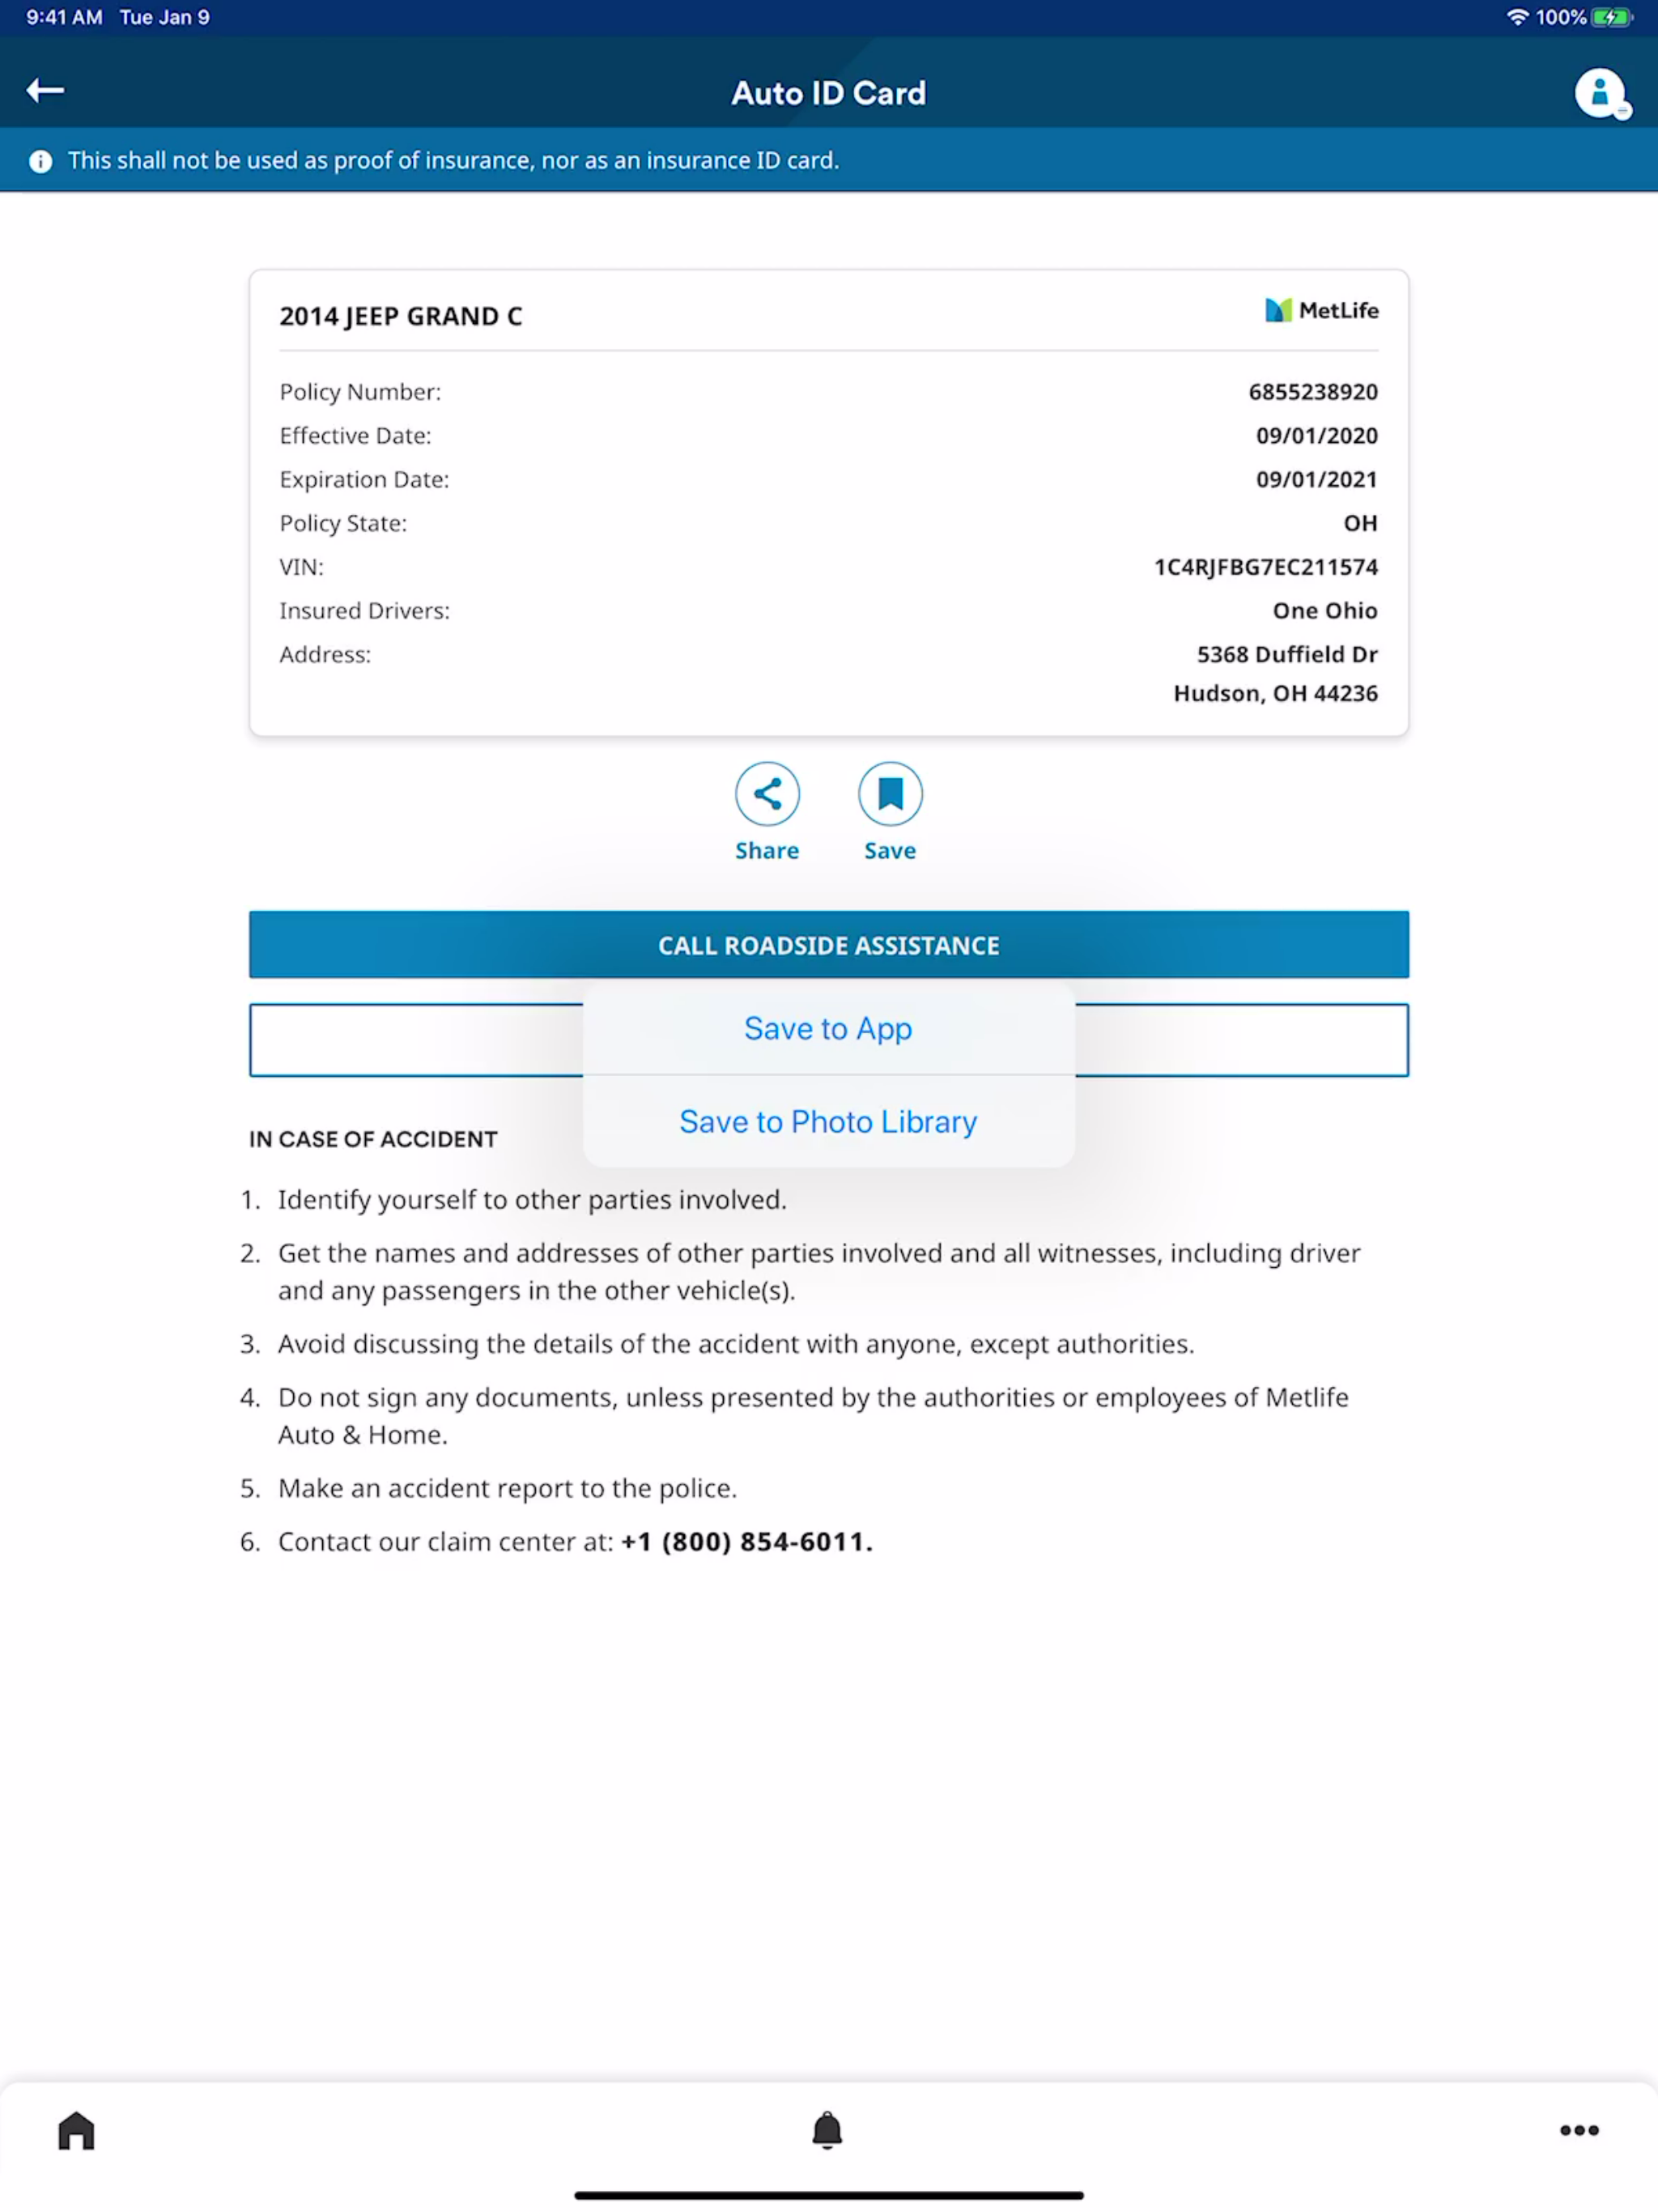 9:41 AM Tue Jan 9
100%
Auto ID Card
This shall not be used as proof of insurance, nor as an insurance ID card.
2014 JEEP GRAND C
MetLife
Policy Number: 6855238920
Effective Date: 09/01/2020
Expiration Date: 09/01/2021
Policy State: OH
VIN: 1C4RJFBG7EC211574
Insured Drivers: One Ohio
Address: 5368 Duffield Dr
Hudson, OH 44236
Share Save
CALL ROADSIDE ASSISTANCE
Save to App
Save to Photo Library
IN CASE OF ACCIDENT
1. Identify yourself to other parties involved.
2. Get the names and addresses of other parties involved and all witnesses, including driver
and any passengers in the other vehicle(s).
3. Avoid discussing the details of the accident with anyone, except authorities.
4. Do not sign any documents, unless presented by the authorities or employees of Metlife
Auto & Home.
5. Make an accident report to the police.
6. Contact our claim center at: +1 (800) 854-6011.